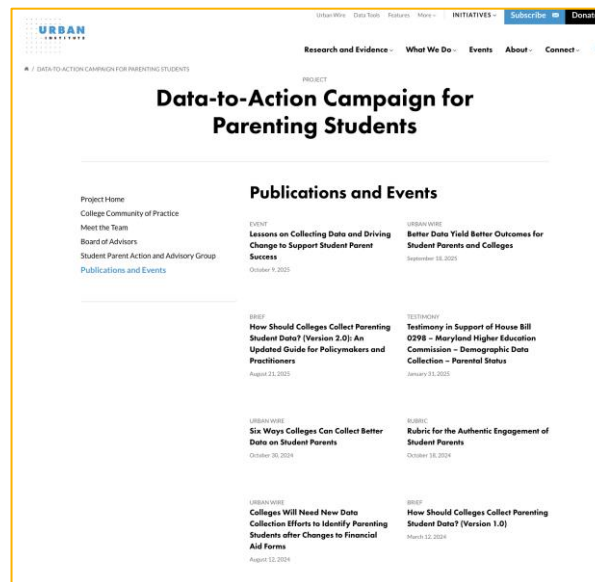 Urban Wire Data Tools Features More INITIATIVES Subscribe Donate
URBAN
INSTITUTE
Research and Evidence What We Do Events About Connect
/ DATA-TO-ACTION CAMPAIGN FOR PARENTING STUDENTS
PROJECT
Data-to-Action Campaign for
Parenting Students
Project Home
College Community of Practice
Meet the Team
Board of Advisors
Student Parent Action and Advisory Group
Publications and Events
Publications and Events
EVENT
Lessons on Collecting Data and Driving
Change to Support Student Parent
Success
October 9, 2025
URBAN WIRE
Better Data Yield Better Outcomes for
Student Parents and Colleges
September 18, 2025
BRIEF
How Should Colleges Collect Parenting
Student Data? (Version 2.0): An
Updated Guide for Policymakers and
Practitioners
August 21, 2025
TESTIMONY
Testimony in Support of House Bill
0298 – Maryland Higher Education
Commission – Demographic Data
Collection – Parental Status
January 31, 2025
URBAN WIRE
Six Ways Colleges Can Collect Better
Data on Student Parents
October 30, 2024
RUBRIC
Rubric for the Authentic Engagement of
Student Parents
October 18, 2024
URBAN WIRE
Colleges Will Need New Data
Collection Efforts to Identify Parenting
Students after Changes to Financial
Aid Forms
August 12, 2024
BRIEF
How Should Colleges Collect Parenting
Student Data? (Version 1.0)
March 12, 2024